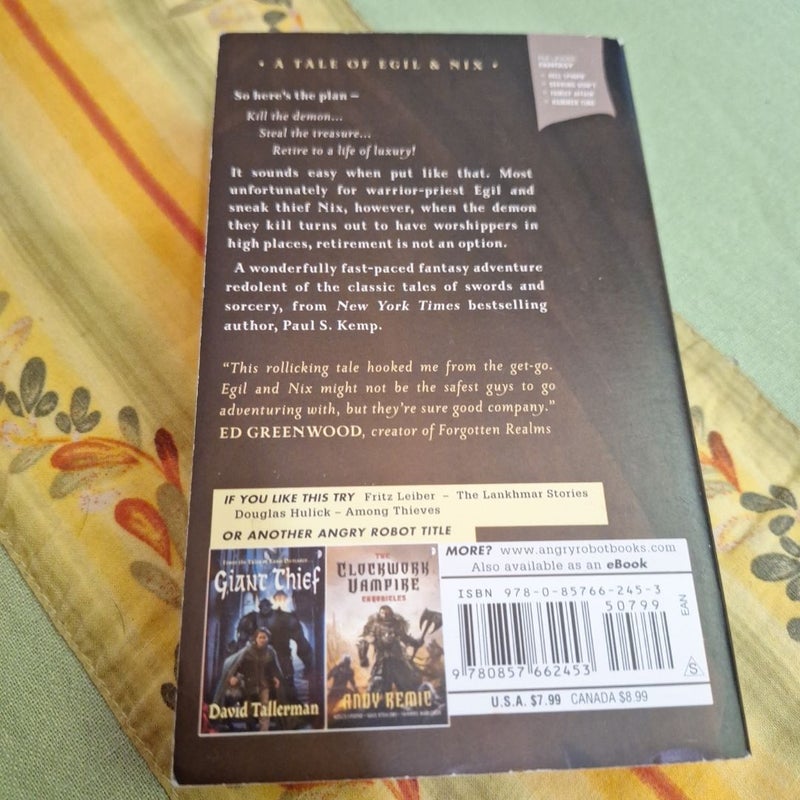 • A TALE OF EGIL & NIX •
FANTASY
So here's the plan –
Kill the demon...
Steal the treasure...
Retire to a life of luxury!
It sounds easy when put like that. Most
unfortunately for warrior-priest Egil and
sneak thief Nix, however, when the demon
they kill turns out to have worshippers in
high places, retirement is not an option.
A wonderfully fast-paced fantasy adventure
redolent of the classic tales of swords and
sorcery, from New York Times bestselling
author, Paul S. Kemp.
“This rollicking tale hooked me from the get-go.
Egil and Nix might not be the safest guys to go
adventuring with, but they're sure good company.”
ED GREENWOOD, creator of Forgotten Realms
IF YOU LIKE THIS TRY Fritz Leiber – The Lankhmar Stories
Douglas Hulick – Among Thieves
OR ANOTHER ANGRY ROBOT TITLE
GIANT THIEF
David Tallerman
THE
CLOCKWORK
VAMPIRE
CHRONICLES
ANDY REMIC
MORE? www.angryrobotbooks.com
Also available as an eBook
ISBN 978-0-85766-245-3
50799
EAN
9 780857 662453
S
U.S.A. $7.99 CANADA $8.99